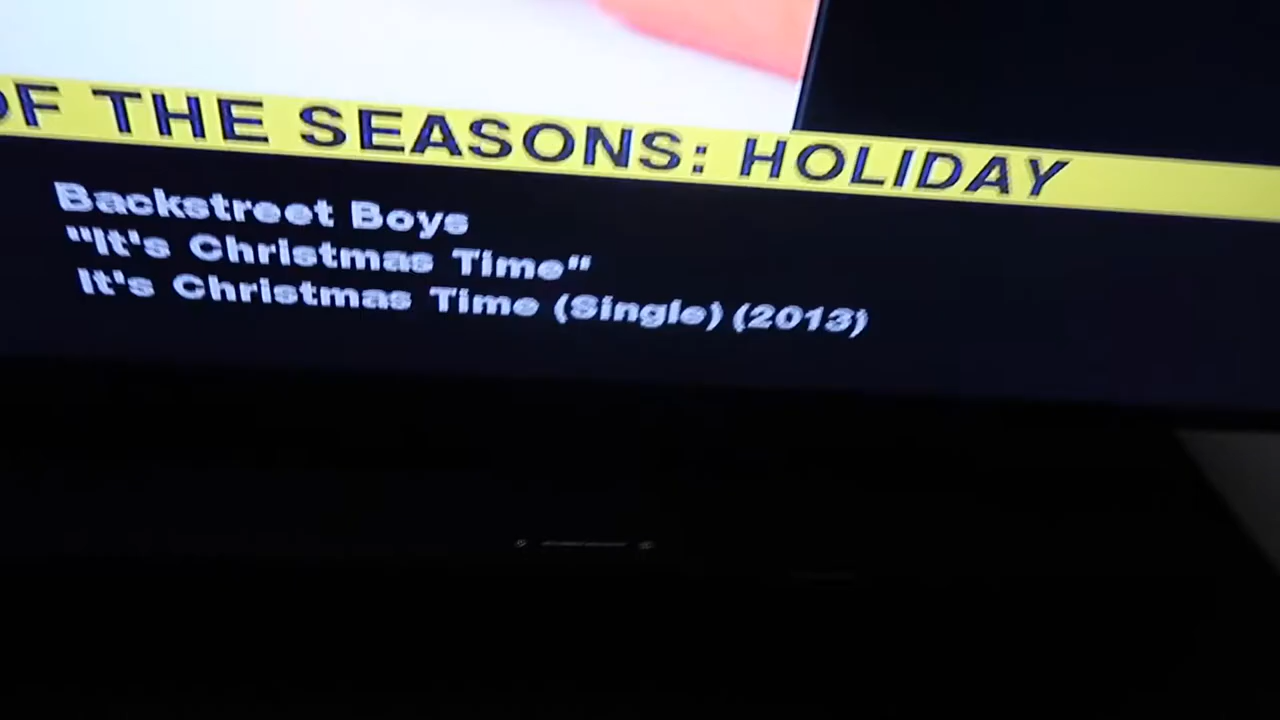 OF THE SEASONS: HOLIDAY
Backstreet Boys
"It's Christmas Time"
It's Christmas Time (Single) (2013)